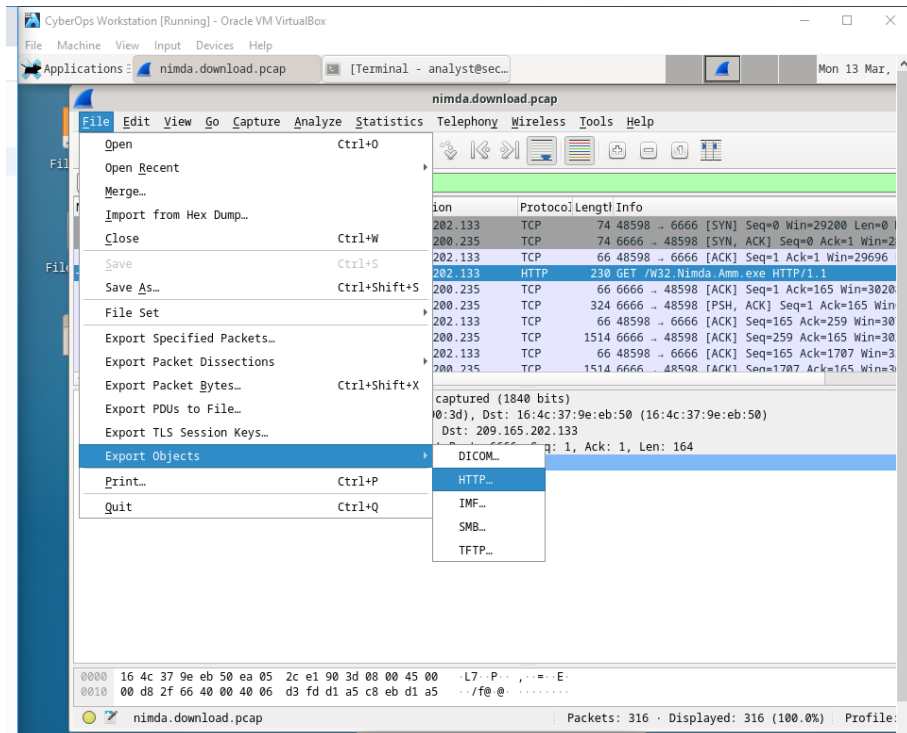 CyberOps Workstation [Running] - Oracle VM VirtualBox
File Machine View Input Devices Help
Applications nimda.download.pcap [Terminal - analyst@sec… Mon 13 Mar,
nimda.download.pcap
File Edit View Go Capture Analyze Statistics Telephony Wireless Tools Help
Open Ctrl+O
Open Recent
Merge…
Import from Hex Dump…
Close Ctrl+W
Save Ctrl+S
Save As… Ctrl+Shift+S
File Set
Export Specified Packets…
Export Packet Dissections
Export Packet Bytes… Ctrl+Shift+X
Export PDUs to File…
Export TLS Session Keys…
Export Objects
Print… Ctrl+P
Quit Ctrl+Q
DICOM…
HTTP…
IMF…
SMB…
TFTP…
ion Protocol Length Info
202.133 TCP 74 48598 → 6666 [SYN] Seq=0 Win=29200 Len=0
200.235 TCP 74 6666 → 48598 [SYN, ACK] Seq=0 Ack=1 Win=2
202.133 TCP 66 48598 → 6666 [ACK] Seq=1 Ack=1 Win=29696
202.133 HTTP 230 GET /W32.Nimda.Amm.exe HTTP/1.1
200.235 TCP 66 6666 → 48598 [ACK] Seq=1 Ack=165 Win=3020
200.235 TCP 324 6666 → 48598 [PSH, ACK] Seq=1 Ack=165 Win
202.133 TCP 66 48598 → 6666 [ACK] Seq=165 Ack=259 Win=30
200.235 TCP 1514 6666 → 48598 [ACK] Seq=259 Ack=165 Win=30
202.133 TCP 66 48598 → 6666 [ACK] Seq=165 Ack=1707 Win=3
200.235 TCP 1514 6666 → 48598 [ACK] Seq=1707 Ack=165 Win=3
captured (1840 bits)
0:3d), Dst: 16:4c:37:9e:eb:50 (16:4c:37:9e:eb:50)
Dst: 209.165.202.133
q: 1, Ack: 1, Len: 164
0000 16 4c 37 9e eb 50 ea 05 2c e1 90 3d 08 00 45 00 ·L7··P·· ,··=··E·
0010 00 d8 2f 66 40 00 40 06 d3 fd d1 a5 c8 eb d1 a5 ··/f@·@· ········
nimda.download.pcap Packets: 316 · Displayed: 316 (100.0%) Profile: